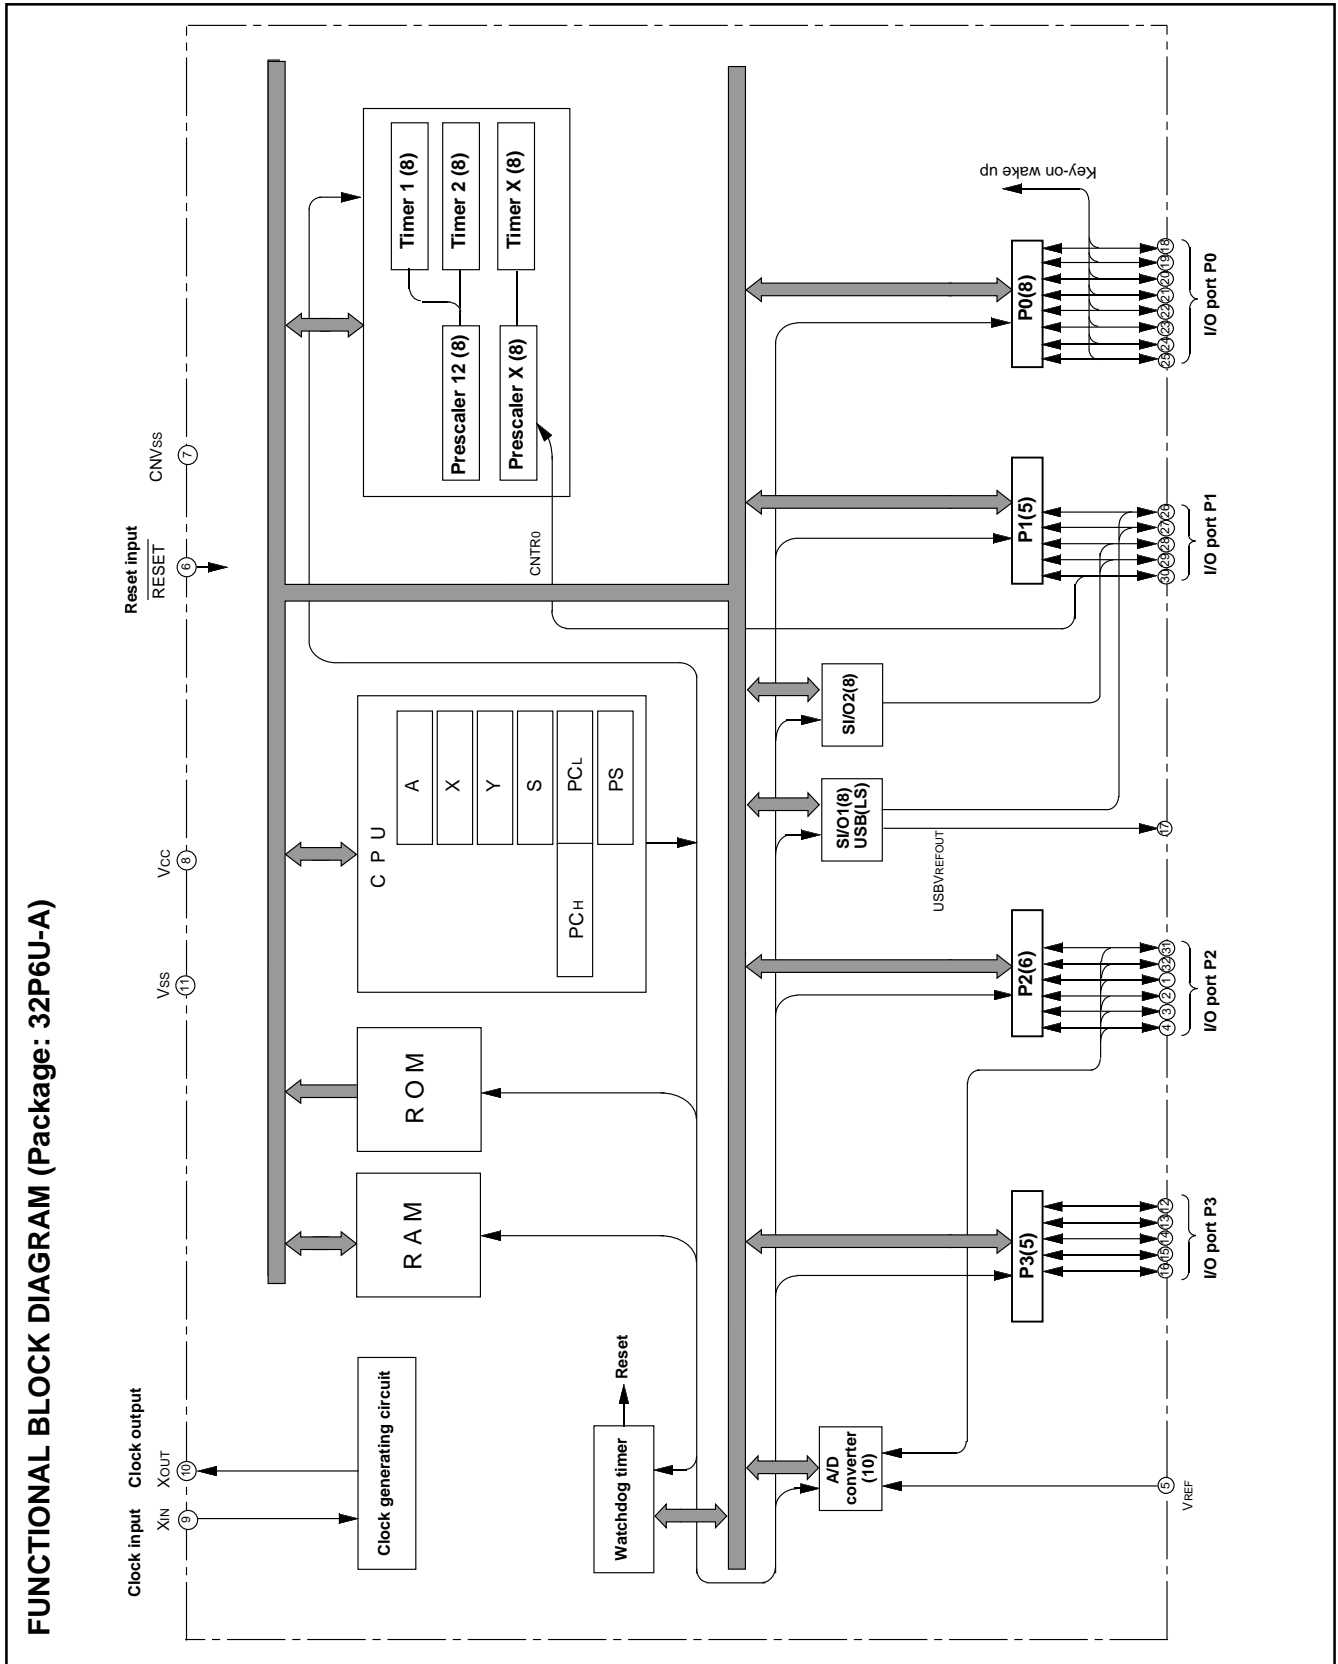 FUNCTIONAL BLOCK DIAGRAM (Package: 32P6U-A)
Clock input
Clock output
Reset input
XIN
XOUT
VSS
VCC
RESET
CNVSS
9
10
11
8
6
7
Clock generating circuit
RAM
ROM
CPU
A
X
Y
S
PCH
PCL
PS
Timer 1 (8)
Prescaler 12 (8)
Timer 2 (8)
Prescaler X (8)
Timer X (8)
CNTR0
Watchdog timer
Reset
A/D
converter
(10)
SI/O1(8)
USB(LS)
SI/O2(8)
USBVREFOUT
Key-on wake up
P3(5)
P2(6)
P1(5)
P0(8)
5
16
15
14
13
12
4
3
2
1
32
31
17
30
29
28
27
26
25
24
23
22
21
20
19
18
VREF
I/O port P3
I/O port P2
I/O port P1
I/O port P0